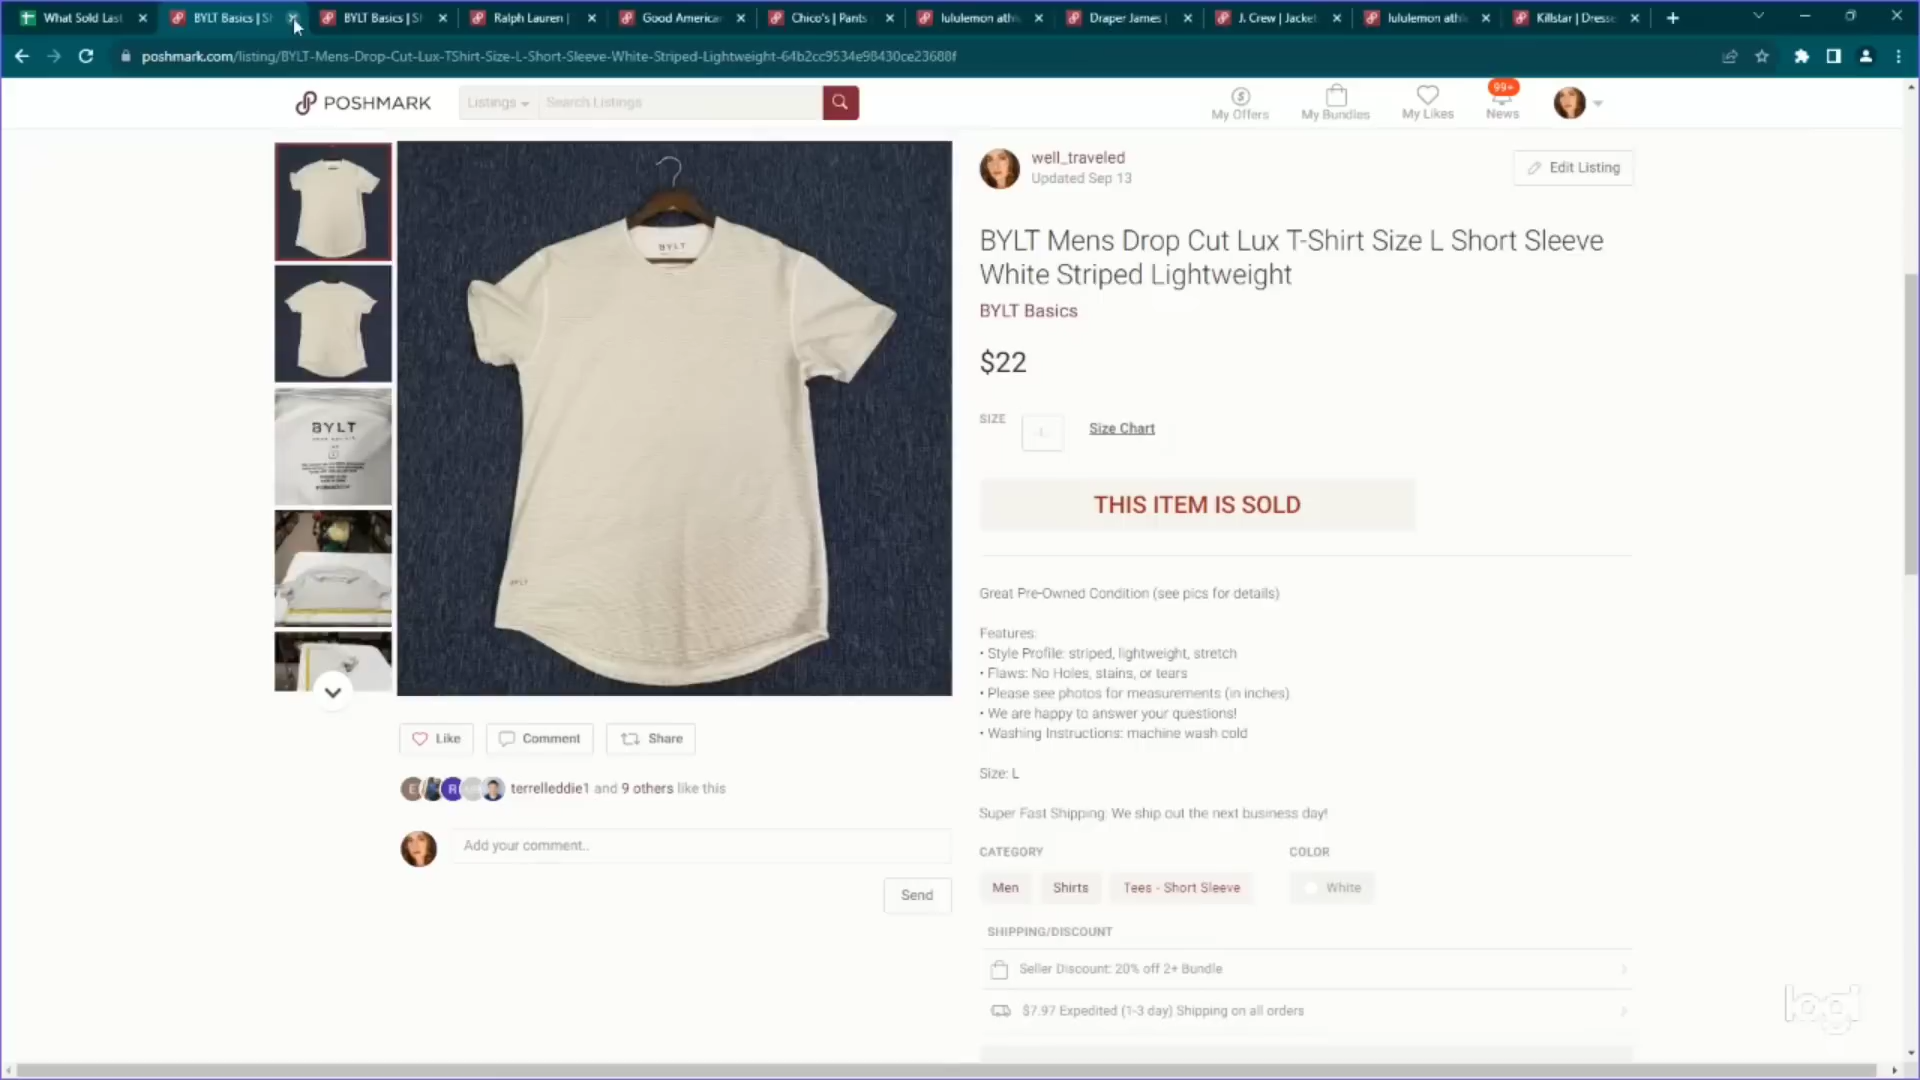 What Sold Last
BYLT Basics | S
BYLT Basics | S
Ralph Lauren |
Good America
Chico's | Pants
lululemon ath
Draper James |
J. Crew | Jacket
lululemon ath
Killstar | Dress
poshmark.com/listing/BYLT-Mens-Drop-Cut-Lux-TShirt-Size-L-Short-Sleeve-White-Striped-Lightweight-64b2cc9534e98430ce23688f
POSHMARK
Listings
Search Listings
My Offers
My Bundles
My Likes
99+
News
well_traveled
Updated Sep 13
Edit Listing
BYLT Mens Drop Cut Lux T-Shirt Size L Short Sleeve
White Striped Lightweight
BYLT Basics
$22
SIZE
L
Size Chart
THIS ITEM IS SOLD
Great Pre-Owned Condition (see pics for details)
Features:
• Style Profile: striped, lightweight, stretch
• Flaws: No Holes, stains, or tears
• Please see photos for measurements (in inches)
• We are happy to answer your questions!
• Washing Instructions: machine wash cold
Size: L
Super Fast Shipping: We ship out the next business day!
CATEGORY
COLOR
Men
Shirts
Tees - Short Sleeve
White
SHIPPING/DISCOUNT
Seller Discount: 20% off 2+ Bundle
$7.97 Expedited (1-3 day) Shipping on all orders
BYLT
BYLT
BYLT
Like
Comment
Share
E
R
terrelleddie1 and 9 others like this
Add your comment..
Send
logi